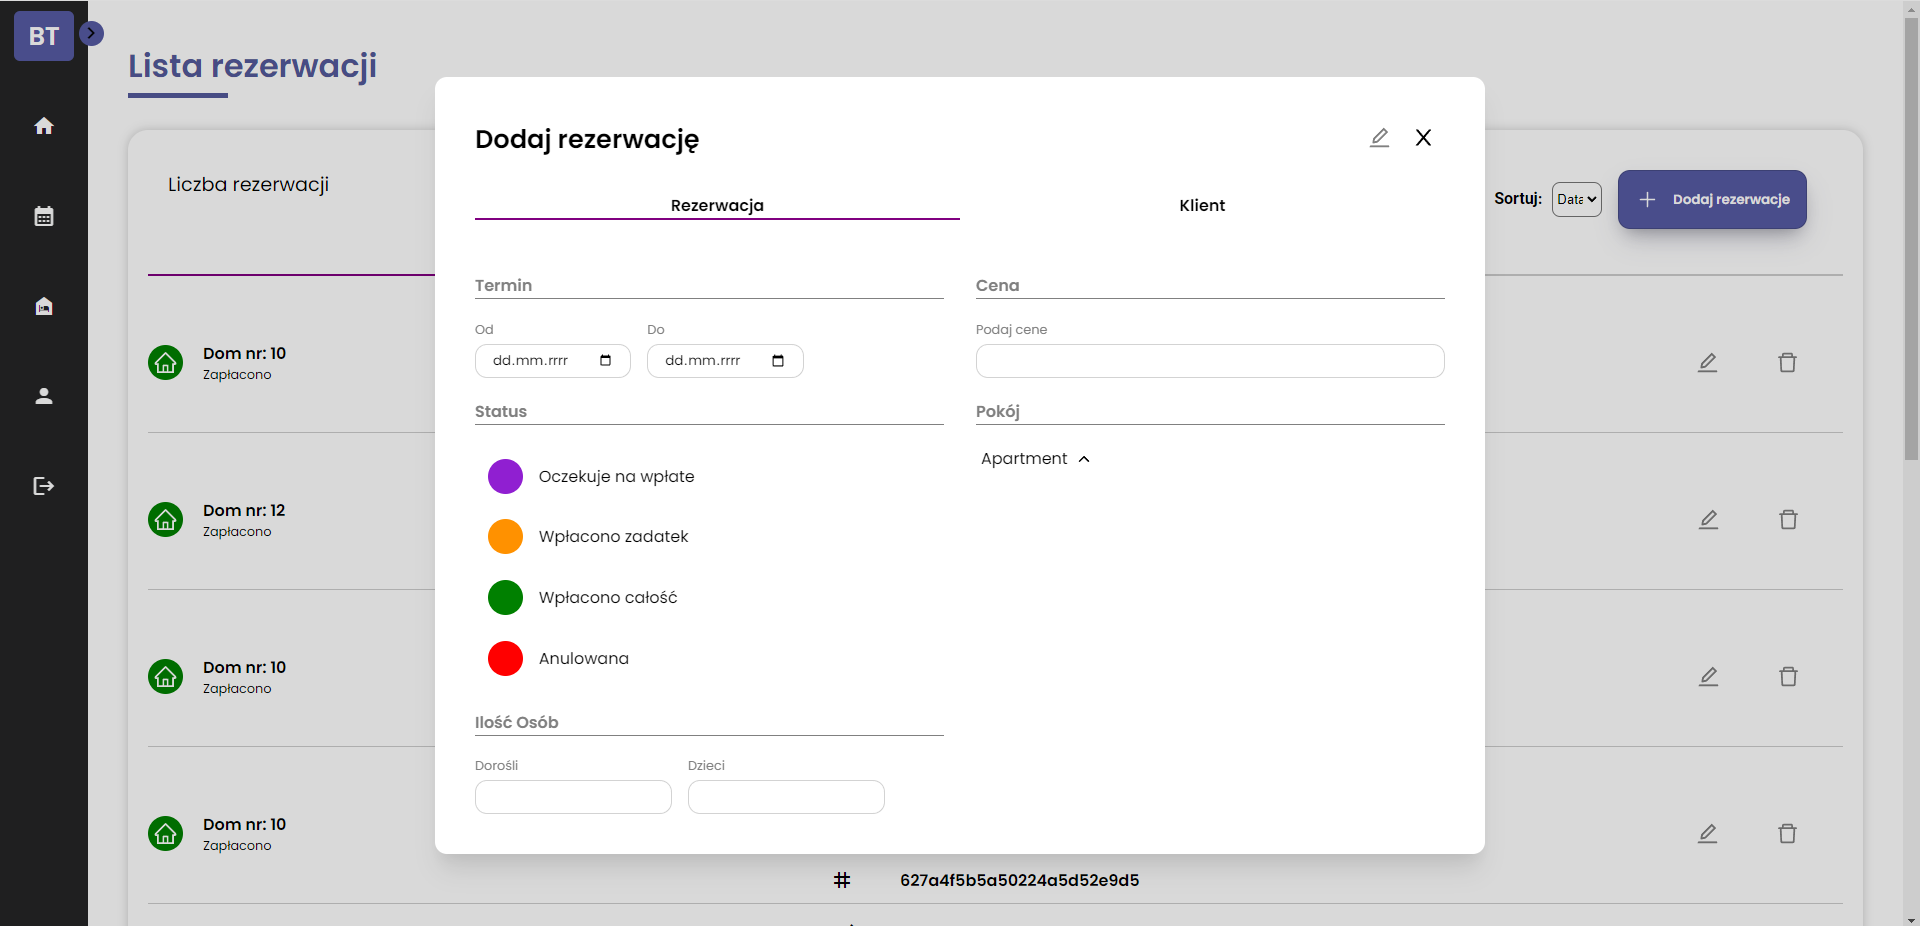 BT
Lista rezerwacji
Liczba rezerwacji
Sortuj:
Data
Dodaj rezerwacje
Dom nr: 10
Zapłacono
Dom nr: 12
Zapłacono
Dom nr: 10
Zapłacono
Dom nr: 10
Zapłacono
627a4f5b5a50224a5d52e9d5
Dodaj rezerwację
X
Rezerwacja
Klient
Termin
Od
Do
dd.mm.rrrr
dd.mm.rrrr
Cena
Podaj cene
Status
Oczekuje na wpłate
Wpłacono zadatek
Wpłacono całość
Anulowana
Pokój
Apartment
Ilość Osób
Dorośli
Dzieci